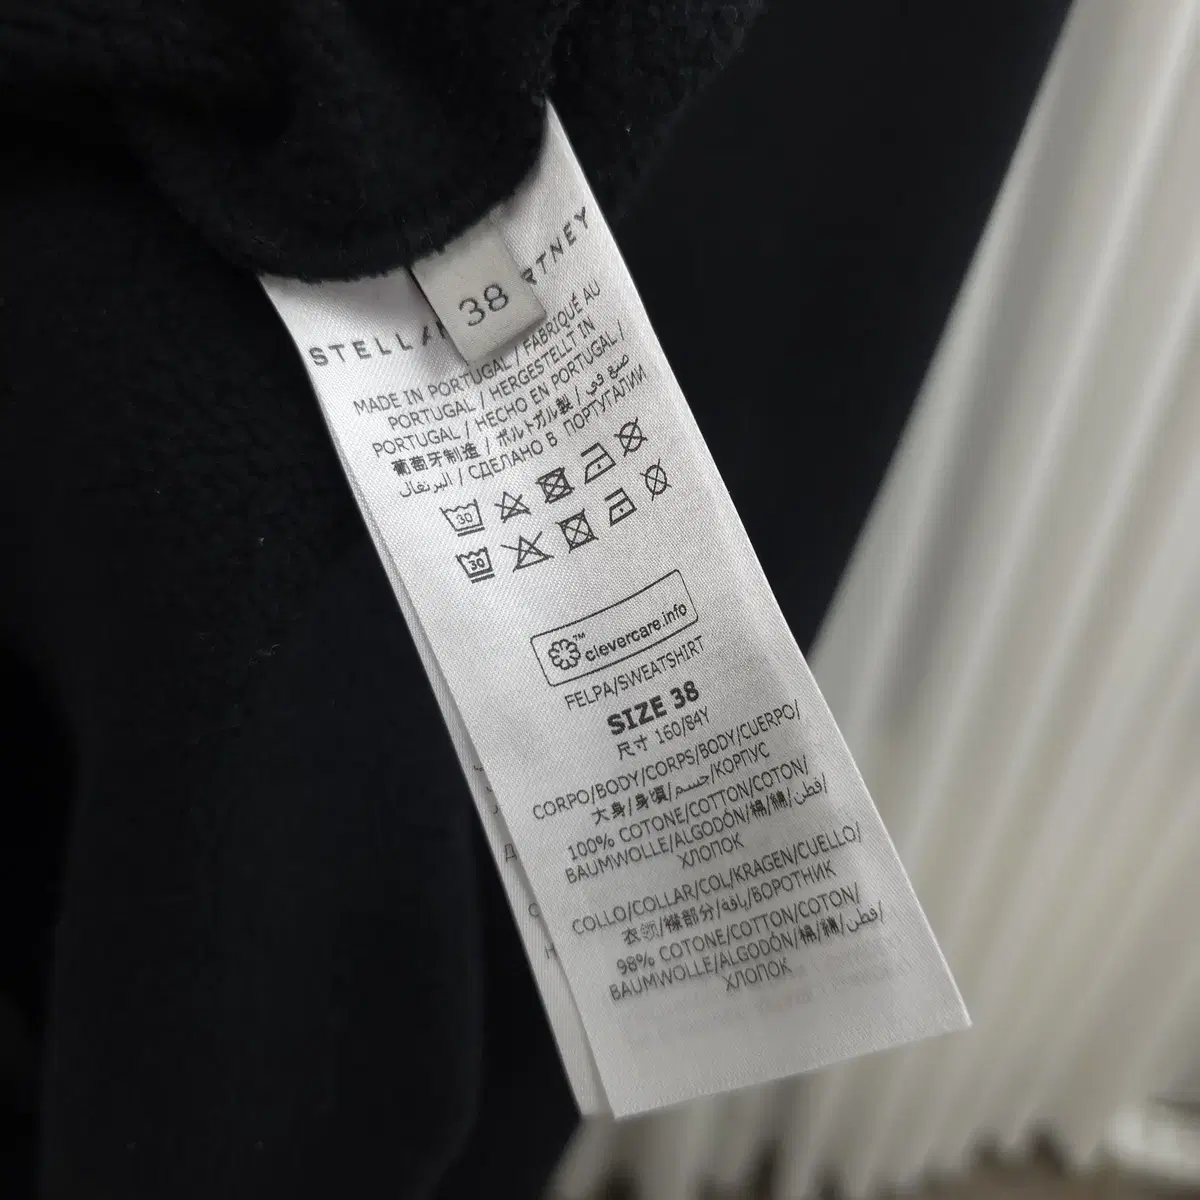 38
STELLA RTNEY
MADE IN PORTUGAL / FABRIQUÉ AU
PORTUGAL / HERGESTELLT IN
PORTUGAL / HECHO EN PORTUGAL /
葡萄牙制造 / ポルトガル製 / صنع في
البرتغال / СДЕЛАНО В ПОРТУГАЛИИ
30
30
clevercare.info™
FELPA/SWEATSHIRT
SIZE 38
尺寸 160/84Y
CORPO/BODY/CORPS/BODY/CUERPO/
大身/身頃/جسم/КОРПУС
100% COTONE/COTTON/COTON/
BAUMWOLLE/ALGODÓN/棉/綿/قطن/
ХЛОПОК
COLLO/COLLAR/COL/KRAGEN/CUELLO/
衣领/襟部分/ياقة/ВОРОТНИК
98% COTONE/COTTON/COTON/
BAUMWOLLE/ALGODÓN/棉/綿/قطن/
ХЛОПОК